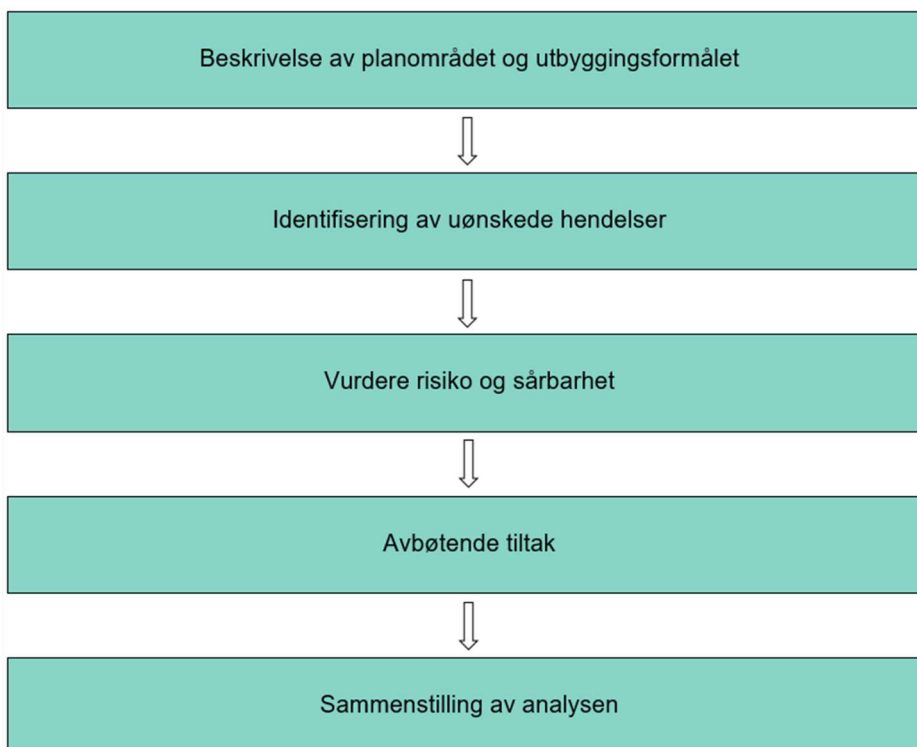 Beskrivelse av planområdet og utbyggingsformålet
Identifisering av uønskede hendelser
Vurdere risiko og sårbarhet
Avbøtende tiltak
Sammenstilling av analysen